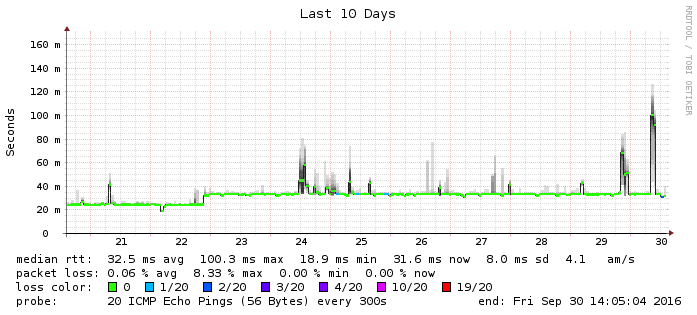 Last 10 Days
RRDTOOL / TOBI OETIKER
Seconds
160 m
140 m
120 m
100 m
80 m
60 m
40 m
20 m
0
21 22 23 24 25 26 27 28 29 30
median rtt: 32.5 ms avg 100.3 ms max 18.9 ms min 31.6 ms now 8.0 ms sd 4.1 am/s
packet loss: 0.06 % avg 8.33 % max 0.00 % min 0.00 % now
loss color: 0 1/20 2/20 3/20 4/20 10/20 19/20
probe: 20 ICMP Echo Pings (56 Bytes) every 300s end: Fri Sep 30 14:05:04 2016